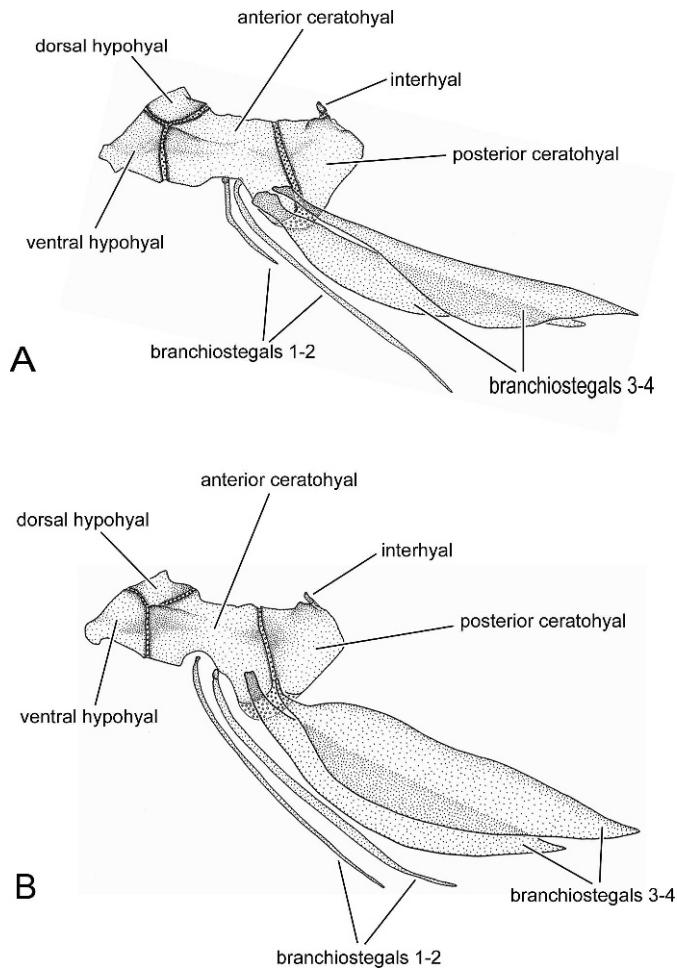 anterior ceratohyal
dorsal hypohyal
interhyal
posterior ceratohyal
ventral hypohyal
branchiostegals 1-2
A
branchiostegals 3-4
anterior ceratohyal
dorsal hypohyal
interhyal
posterior ceratohyal
ventral hypohyal
B
branchiostegals 3-4
branchiostegals 1-2